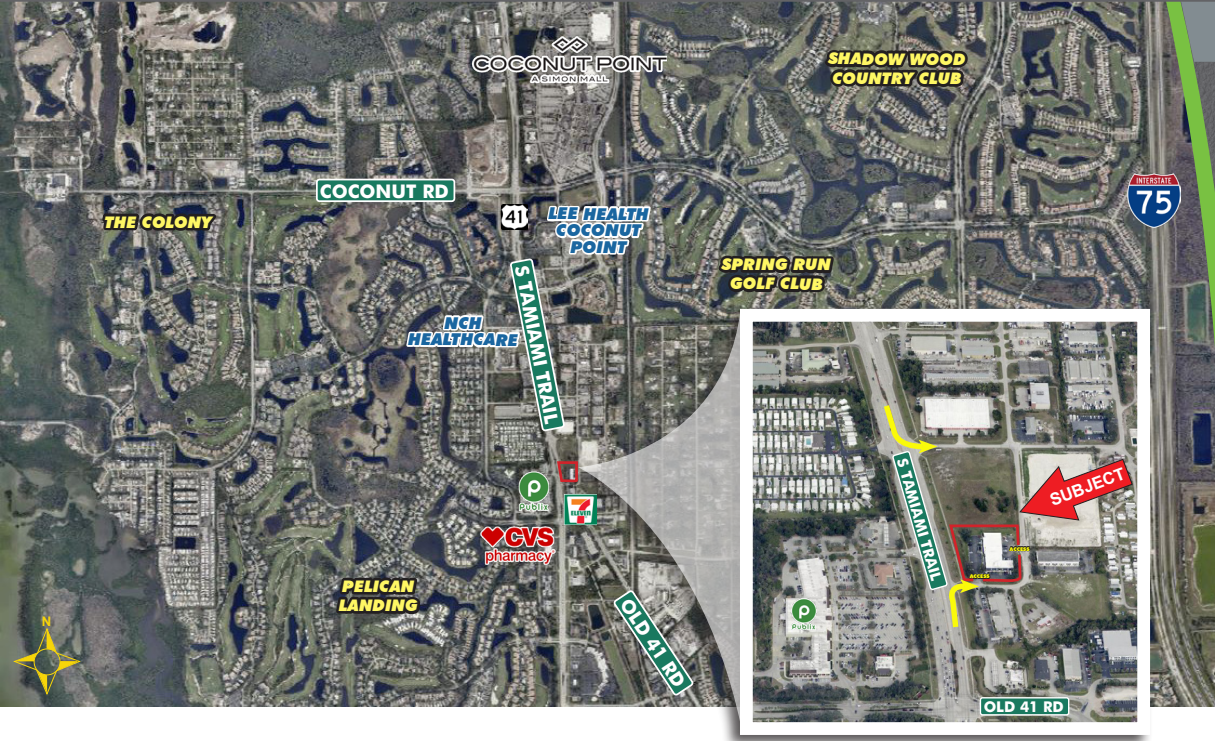 COCONUT POINT
A SIMON MALL
SHADOW WOOD
COUNTRY CLUB
COCONUT RD
INTERSTATE
75
THE COLONY
41
LEE HEALTH
COCONUT
POINT
SPRING RUN
GOLF CLUB
S TAMIAMI TRAIL
NCH
HEALTHCARE
Publix
7
ELEVEN
CVS
pharmacy
PELICAN
LANDING
OLD 41 RD
N
S TAMIAMI TRAIL
SUBJECT
ACCESS
ACCESS
Publix
OLD 41 RD